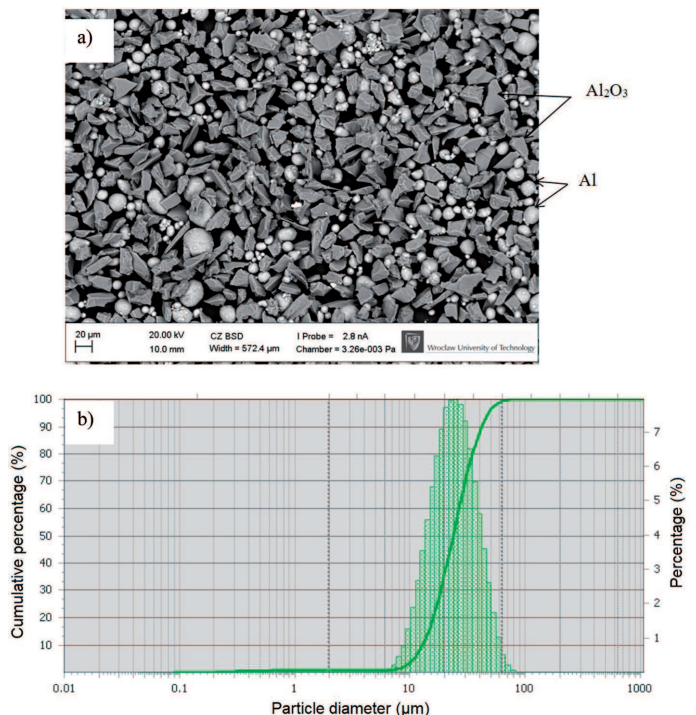 a)
Al₂O₃
Al
20 µm
20.00 kV
CZ BSD
I Probe = 2.8 nA
10.0 mm
Width = 572.4 µm
Chamber = 3.26e-003 Pa
Wroclaw University of Technology
b)
Cumulative percentage (%)
100
90
80
70
60
50
40
30
20
10
7
6
5
4
3
2
1
Percentage (%)
0.01 0.1 1 10 100 1000
Particle diameter (µm)